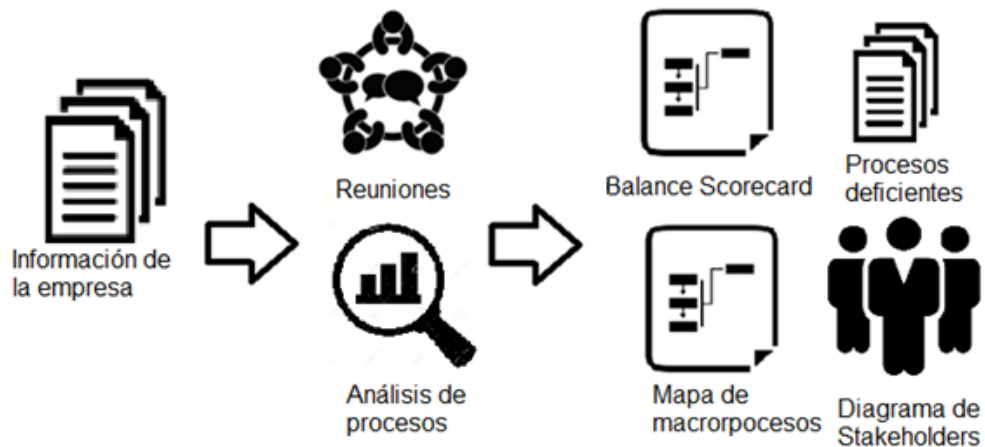 Información de
la empresa
Reuniones
Análisis de
procesos
Balance Scorecard
Procesos
deficientes
Mapa de
macrorpocesos
Diagrama de
Stakeholders